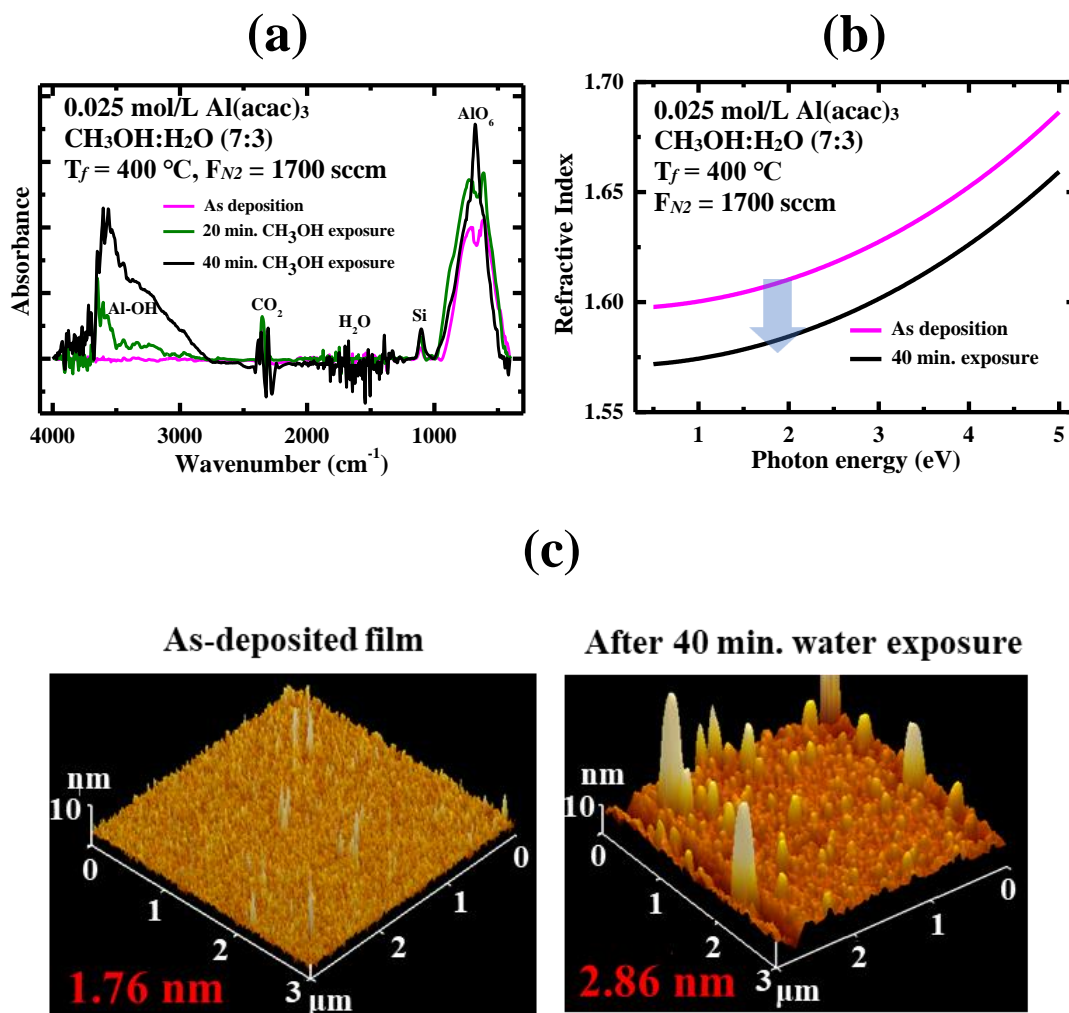 (a)
0.025 mol/L Al(acac)₃
CH₃OH:H₂O (7:3)
T_f = 400 °C, F_N2 = 1700 sccm
As deposition
20 min. CH₃OH exposure
40 min. CH₃OH exposure
AlO₆
Al-OH
CO₂
H₂O
Si
Absorbance
4000 3000 2000 1000
Wavenumber (cm⁻¹)
(b)
0.025 mol/L Al(acac)₃
CH₃OH:H₂O (7:3)
T_f = 400 °C
F_N2 = 1700 sccm
As deposition
40 min. exposure
Refractive Index
1.70
1.65
1.60
1.55
1 2 3 4 5
Photon energy (eV)
(c)
As-deposited film
nm
10
0
1
2
3
μm
2
1
0
1.76 nm
After 40 min. water exposure
nm
10
0
1
2
3
μm
2
1
0
2.86 nm